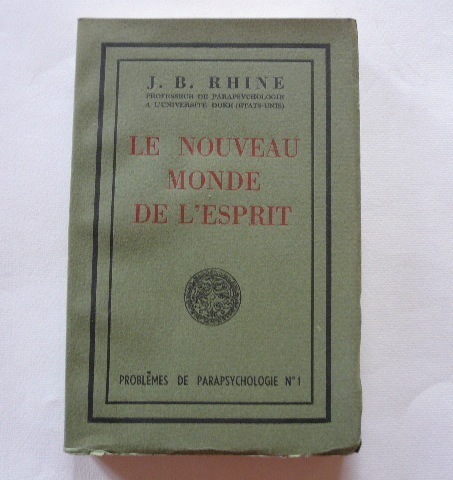 J. B. RHINE
PROFESSEUR DE PARAPSYCHOLOGIE
A L'UNIVERSITÉ DUKE (ÉTATS-UNIS)
LE NOUVEAU
MONDE
DE L'ESPRIT
PROBLÈMES DE PARAPSYCHOLOGIE N° 1